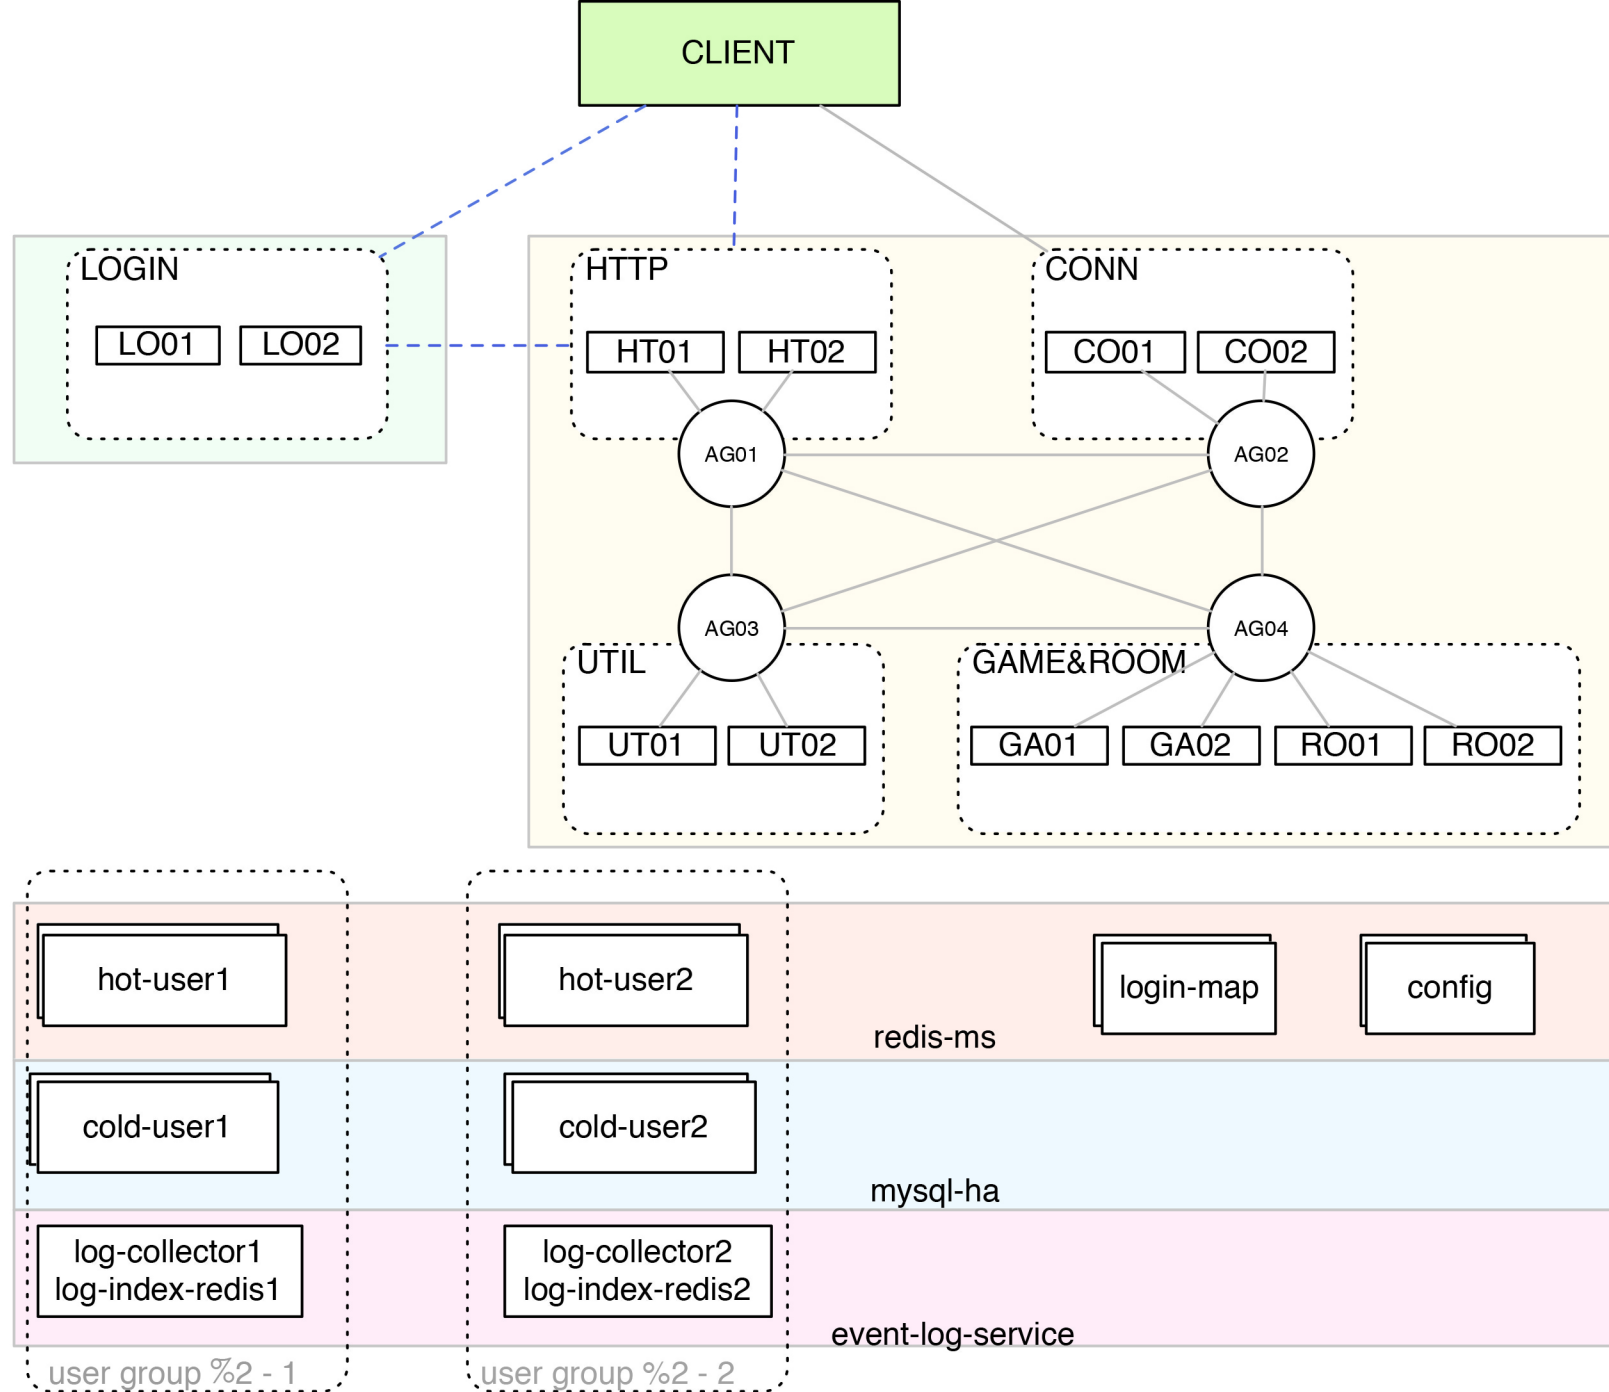 CLIENT
LOGIN
HTTP
CONN
LO01
LO02
HT01
HT02
CO01
CO02
AG01
AG02
AG03
AG04
UTIL
GAME&ROOM
UT01
UT02
GA01
GA02
RO01
RO02
hot-user1
hot-user2
login-map
config
redis-ms
cold-user1
cold-user2
mysql-ha
log-collector1
log-index-redis1
log-collector2
log-index-redis2
event-log-service
user group %2 - 1
user group %2 - 2